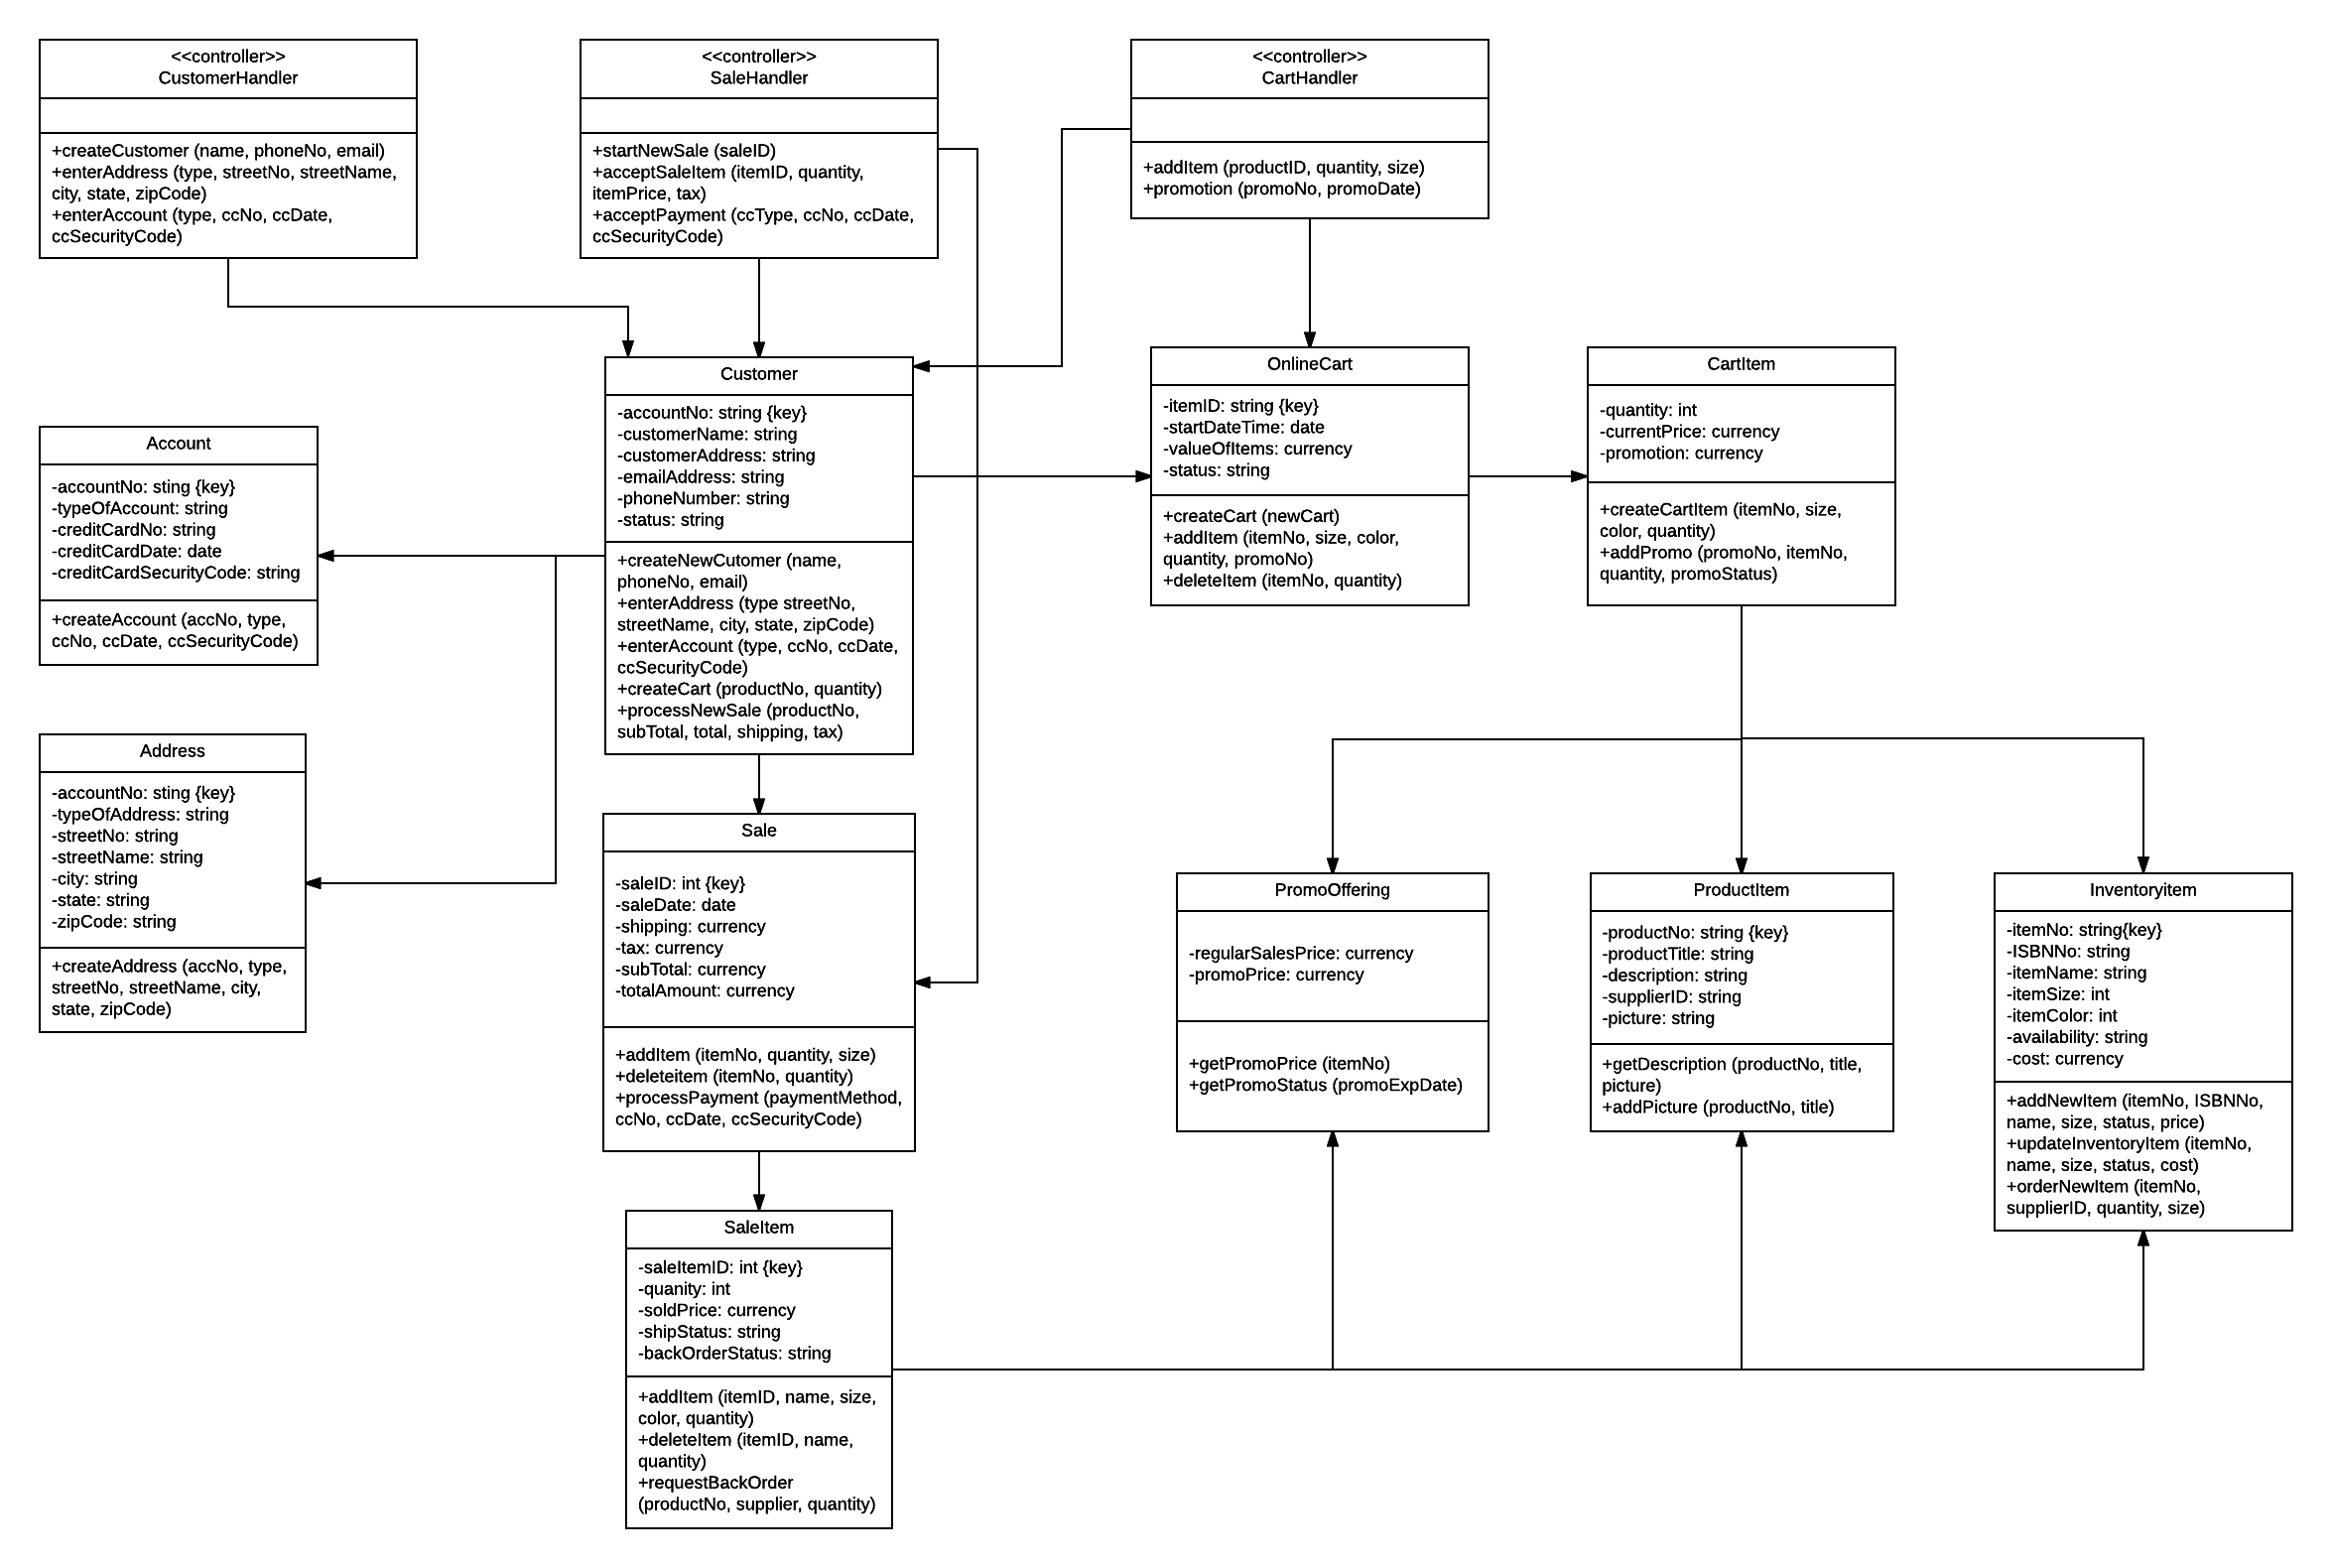 <<controller>>
CustomerHandler
+createCustomer (name, phoneNo, email)
+enterAddress (type, streetNo, streetName,
city, state, zipCode)
+enterAccount (type, ccNo, ccDate,
ccSecurityCode)
<<controller>>
SaleHandler
+startNewSale (saleID)
+acceptSaleItem (itemID, quantity,
itemPrice, tax)
+acceptPayment (ccType, ccNo, ccDate,
ccSecurityCode)
<<controller>>
CartHandler
+addItem (productID, quantity, size)
+promotion (promoNo, promoDate)
Customer
-accountNo: string {key}
-customerName: string
-customerAddress: string
-emailAddress: string
-phoneNumber: string
-status: string
+createNewCutomer (name,
phoneNo, email)
+enterAddress (type streetNo,
streetName, city, state, zipCode)
+enterAccount (type, ccNo, ccDate,
ccSecurityCode)
+createCart (productNo, quantity)
+processNewSale (productNo,
subTotal, total, shipping, tax)
OnlineCart
-itemID: string {key}
-startDateTime: date
-valueOfItems: currency
-status: string
+createCart (newCart)
+addItem (itemNo, size, color,
quantity, promoNo)
+deleteItem (itemNo, quantity)
CartItem
-quantity: int
-currentPrice: currency
-promotion: currency
+createCartItem (itemNo, size,
color, quantity)
+addPromo (promoNo, itemNo,
quantity, promoStatus)
Account
-accountNo: sting {key}
-typeOfAccount: string
-creditCardNo: string
-creditCardDate: date
-creditCardSecurityCode: string
+createAccount (accNo, type,
ccNo, ccDate, ccSecurityCode)
Address
-accountNo: sting {key}
-typeOfAddress: string
-streetNo: string
-streetName: string
-city: string
-state: string
-zipCode: string
+createAddress (accNo, type,
streetNo, streetName, city,
state, zipCode)
Sale
-saleID: int {key}
-saleDate: date
-shipping: currency
-tax: currency
-subTotal: currency
-totalAmount: currency
+addItem (itemNo, quantity, size)
+deleteitem (itemNo, quantity)
+processPayment (paymentMethod,
ccNo, ccDate, ccSecurityCode)
PromoOffering
-regularSalesPrice: currency
-promoPrice: currency
+getPromoPrice (itemNo)
+getPromoStatus (promoExpDate)
ProductItem
-productNo: string {key}
-productTitle: string
-description: string
-supplierID: string
-picture: string
+getDescription (productNo, title,
picture)
+addPicture (productNo, title)
Inventoryitem
-itemNo: string{key}
-ISBNNo: string
-itemName: string
-itemSize: int
-itemColor: int
-availability: string
-cost: currency
+addNewItem (itemNo, ISBNNo,
name, size, status, price)
+updateInventoryItem (itemNo,
name, size, status, cost)
+orderNewItem (itemNo,
supplierID, quantity, size)
SaleItem
-saleItemID: int {key}
-quanity: int
-soldPrice: currency
-shipStatus: string
-backOrderStatus: string
+addItem (itemID, name, size,
color, quantity)
+deleteItem (itemID, name,
quantity)
+requestBackOrder
(productNo, supplier, quantity)